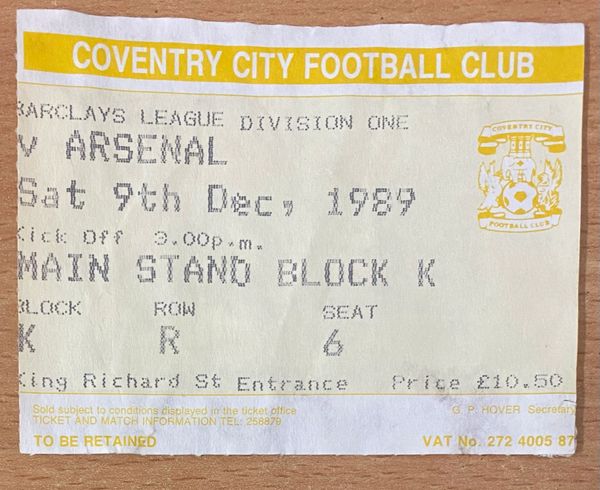 COVENTRY CITY FOOTBALL CLUB
BARCLAYS LEAGUE DIVISION ONE
V ARSENAL
Sat 9th Dec, 1989
COVENTRY CITY
FOOTBALL CLUB
Kick Off 3.00p.m.
MAIN STAND BLOCK K
BLOCK ROW SEAT
K R 6
King Richard St Entrance Price £10.50
Sold subject to conditions displayed in the ticket office G. P. HOVER Secretary
TICKET AND MATCH INFORMATION TEL: 258879
TO BE RETAINED VAT No. 272 4005 87